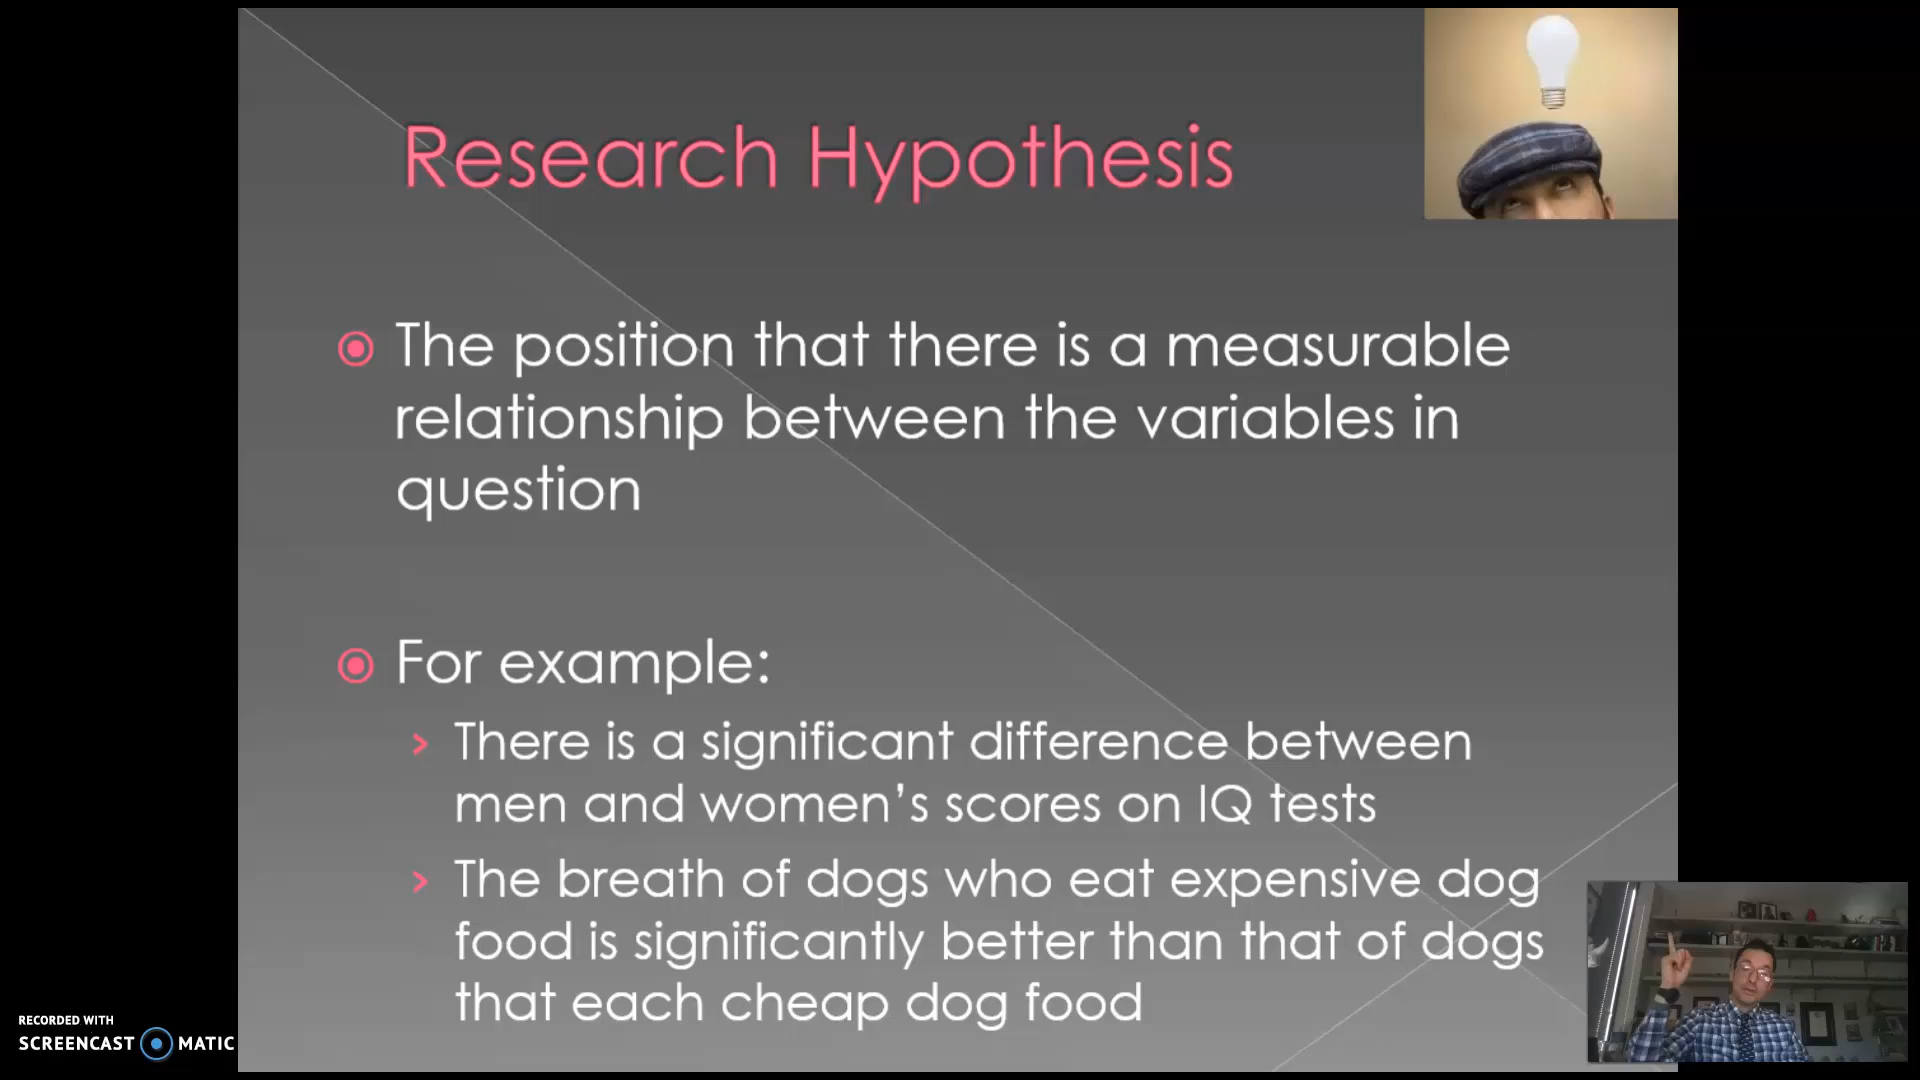 Research Hypothesis
The position that there is a measurable
relationship between the variables in
question
For example:
There is a significant difference between
men and women’s scores on IQ tests
The breath of dogs who eat expensive dog
food is significantly better than that of dogs
that each cheap dog food
RECORDED WITH
SCREENCAST MATIC